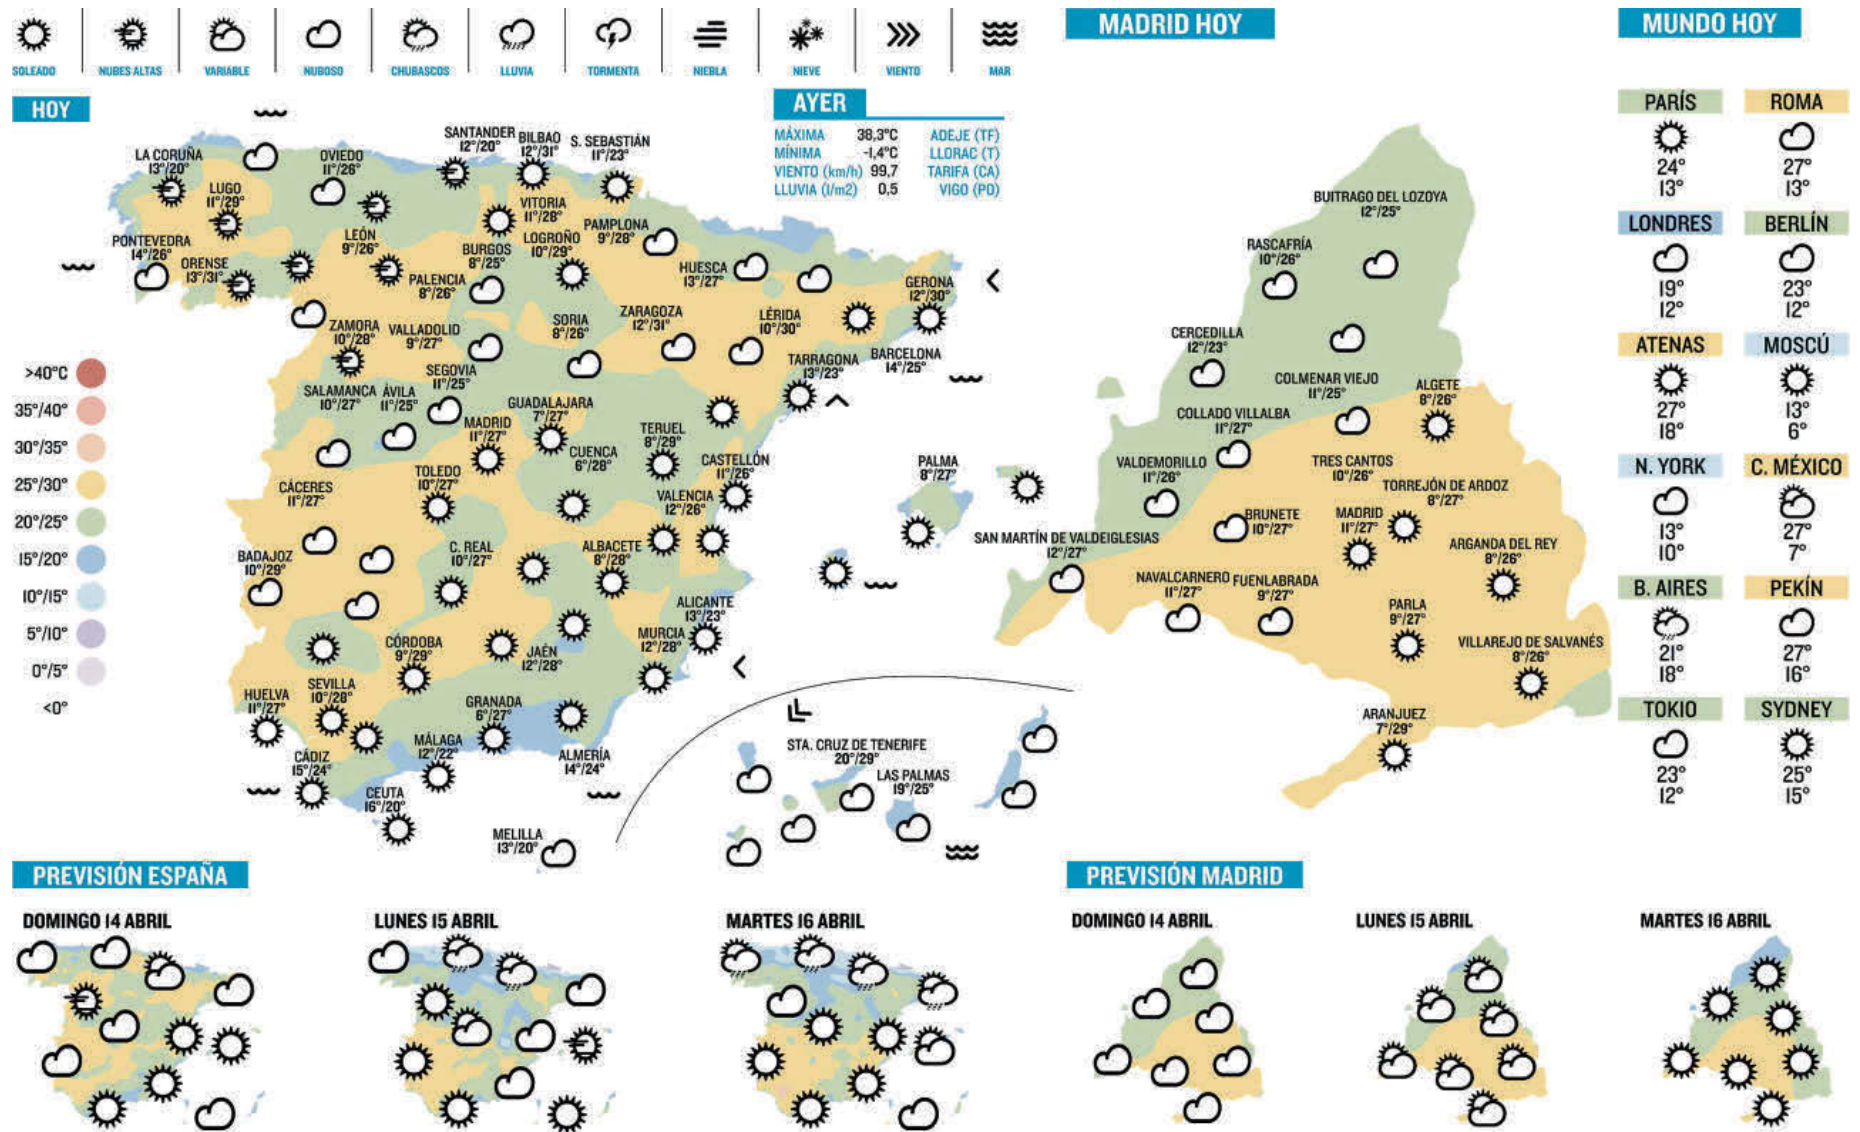 SOLEADO
NUBES ALTAS
VARIABLE
NUBOSO
CHUBASCOS
LLUVIA
TORMENTA
NIEBLA
NIEVE
VIENTO
MAR
HOY
AYER
MÁXIMA 38,3°C ADEJE (TF)
MÍNIMA -1,4°C LLORAC (T)
VIENTO (km/h) 99,7 TARIFA (CA)
LLUVIA (l/m2) 0,5 VIGO (PO)
LA CORUÑA
13°/20°
LUGO
11°/29°
OVIEDO
11°/26°
SANTANDER
12°/20°
BILBAO
12°/31°
S. SEBASTIÁN
11°/23°
VITORIA
11°/28°
PAMPLONA
9°/28°
LOGROÑO
10°/29°
PONTEVEDRA
14°/26°
ORENSE
13°/31°
LEÓN
9°/26°
BURGOS
8°/25°
PALENCIA
8°/26°
HUESCA
13°/27°
GERONA
12°/30°
ZAMORA
10°/28°
VALLADOLID
9°/27°
SORIA
8°/26°
ZARAGOZA
12°/31°
LÉRIDA
10°/30°
BARCELONA
14°/25°
TARRAGONA
13°/23°
SEGOVIA
11°/25°
SALAMANCA
10°/27°
ÁVILA
11°/25°
GUADALAJARA
7°/27°
MADRID
11°/27°
TERUEL
8°/29°
CUENCA
6°/28°
CASTELLÓN
11°/26°
PALMA
8°/27°
CÁCERES
11°/27°
TOLEDO
10°/27°
VALENCIA
12°/26°
BADAJOZ
10°/29°
C. REAL
10°/27°
ALBACETE
8°/28°
ALICANTE
13°/23°
MURCIA
12°/28°
CÓRDOBA
9°/29°
JAÉN
12°/28°
HUELVA
11°/27°
SEVILLA
10°/28°
GRANADA
6°/27°
MÁLAGA
12°/22°
ALMERÍA
14°/24°
CÁDIZ
15°/24°
CEUTA
16°/20°
MELILLA
13°/20°
STA. CRUZ DE TENERIFE
20°/29°
LAS PALMAS
19°/25°
>40°C
35°/40°
30°/35°
25°/30°
20°/25°
15°/20°
10°/15°
5°/10°
0°/5°
<0°
MADRID HOY
BUITRAGO DEL LOZOYA
12°/25°
RASCAFRÍA
10°/26°
CERCEDILLA
12°/23°
COLMENAR VIEJO
11°/25°
ALGETE
8°/26°
COLLADO VILLALBA
11°/27°
VALDEMORILLO
11°/26°
TRES CANTOS
10°/26°
TORREJÓN DE ARDOZ
8°/27°
BRUNETE
10°/27°
MADRID
11°/27°
SAN MARTÍN DE VALDEIGLESIAS
12°/27°
ARGANDA DEL REY
8°/26°
NAVALCARNERO
11°/27°
FUENLABRADA
9°/27°
PARLA
9°/27°
VILLAREJO DE SALVANÉS
8°/26°
ARANJUEZ
7°/29°
MUNDO HOY
PARÍS
24°
13°
ROMA
27°
13°
LONDRES
19°
12°
BERLÍN
23°
12°
ATENAS
27°
18°
MOSCÚ
13°
6°
N. YORK
13°
10°
C. MÉXICO
27°
7°
B. AIRES
21°
18°
PEKÍN
27°
16°
TOKIO
23°
12°
SYDNEY
25°
15°
PREVISIÓN ESPAÑA
DOMINGO 14 ABRIL
LUNES 15 ABRIL
MARTES 16 ABRIL
PREVISIÓN MADRID
DOMINGO 14 ABRIL
LUNES 15 ABRIL
MARTES 16 ABRIL